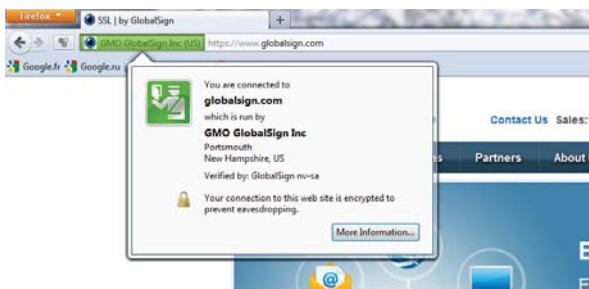 Firefox
SSL | by GlobalSign
+
GMO GlobalSign Inc (US)
https://www.globalsign.com
Google.fr
Google.ru
You are connected to
globalsign.com
which is run by
GMO GlobalSign Inc
Portsmouth
New Hampshire, US
Verified by: GlobalSign nv-sa
Your connection to this web site is encrypted to
prevent eavesdropping.
More Information...
Contact Us Sales:
Partners
About